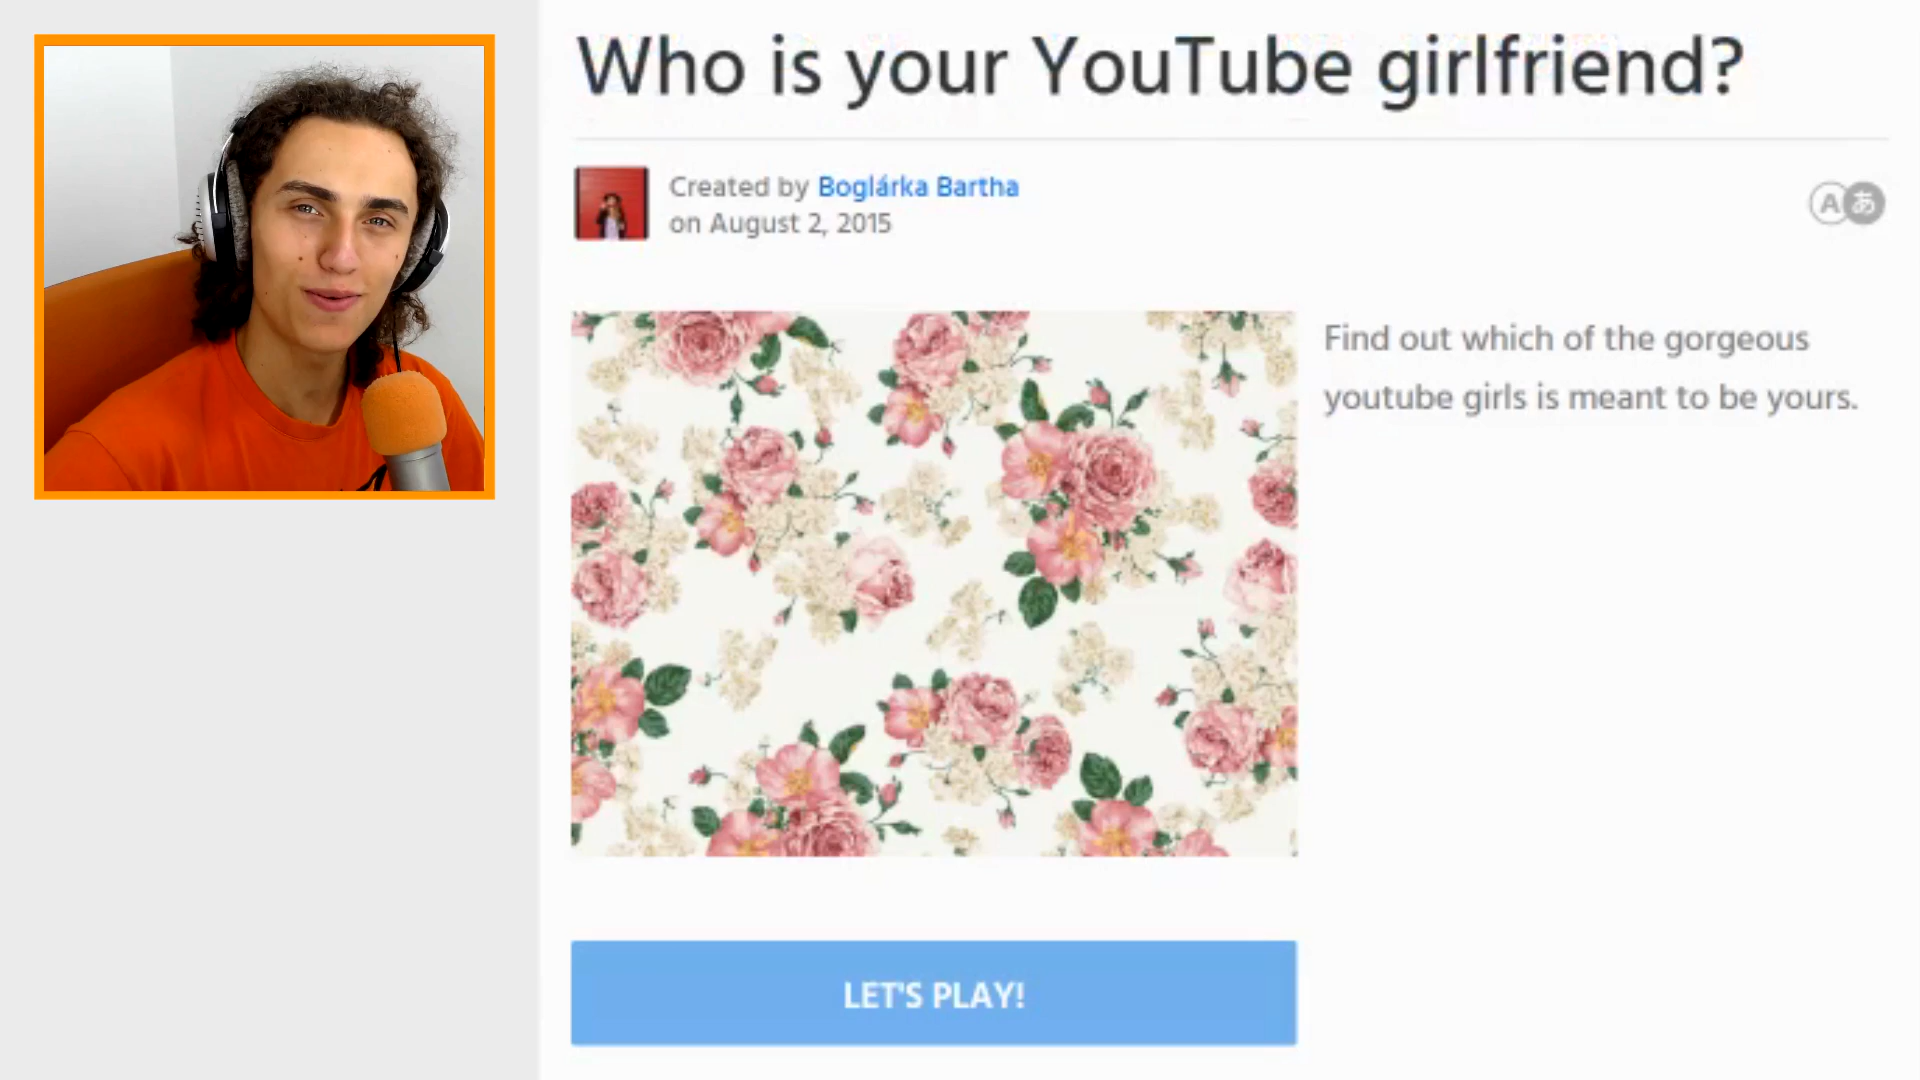 Who is your YouTube girlfriend?
Created by Boglárka Bartha
on August 2, 2015
A あ
Find out which of the gorgeous
youtube girls is meant to be yours.
LET'S PLAY!